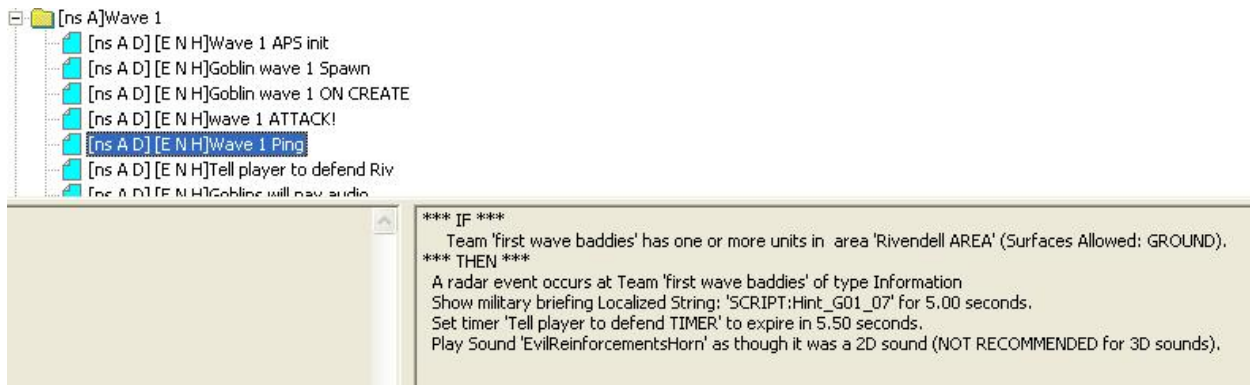 [ns A]Wave 1
[ns A D] [E N H]Wave 1 APS init
[ns A D] [E N H]Goblin wave 1 Spawn
[ns A D] [E N H]Goblin wave 1 ON CREATE
[ns A D] [E N H]wave 1 ATTACK!
[ns A D] [E N H]Wave 1 Ping
[ns A D] [E N H]Tell player to defend Riv
[ns A D] [E N H]Goblins will pay audio
*** IF ***
Team 'first wave baddies' has one or more units in  area 'Rivendell AREA' (Surfaces Allowed: GROUND).
*** THEN ***
A radar event occurs at Team 'first wave baddies' of type Information
Show military briefing Localized String: 'SCRIPT:Hint_G01_07' for 5.00 seconds.
Set timer 'Tell player to defend TIMER' to expire in 5.50 seconds.
Play Sound 'EvilReinforcementsHorn' as though it was a 2D sound (NOT RECOMMENDED for 3D sounds).